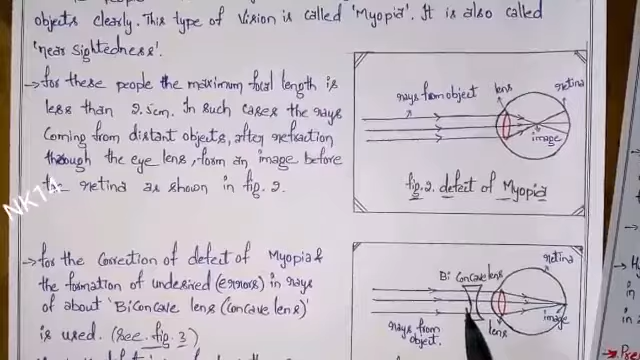 objects clearly. This type of vision is called 'Myopia'. It is also called
'near sightedness'.
→ for these people the maximum focal length is
less than 2.5cm. In such cases the rays
coming from distant objects, after refraction
through the eye lens, form an image before
the retina as shown in fig.2.
rays from object
lens
retina
image
fig.2. defect of Myopia
→ for the correction of defect of Myopia &
the formation of undesired (errors) in rays
of about 'BiConcave lens (Concave lens)'
is used. (see fig.3)
retina
Bi Concave lens
image
rays from
object.
lens
NK14